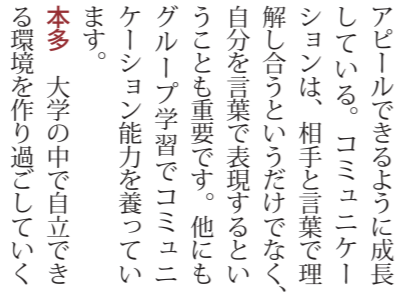 アピールできるように成長
している。コミュニケー
ションは、相手と言葉で理
解し合うというだけでなく、
自分を言葉で表現するとい
うことも重要です。他にも
グループ学習でコミュニ
ケーション能力を養ってい
ます。
本多　大学の中で自立でき
る環境を作り過ごしていく